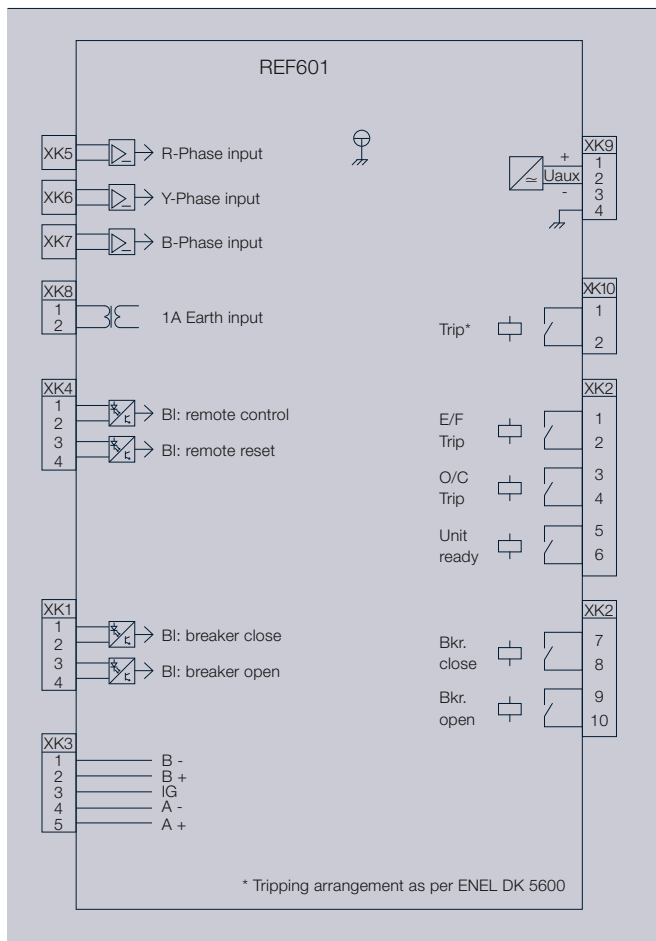 REF601
XK5
R-Phase input
XK6
Y-Phase input
XK7
B-Phase input
XK8
1
2
1A Earth input
XK4
1
2
BI: remote control
3
4
BI: remote reset
XK1
1
2
BI: breaker close
3
4
BI: breaker open
XK3
1 B -
2 B +
3 IG
4 A -
5 A +
XK9
+ 1
Uaux 2
- 3
4
XK10
1
Trip*
2
XK2
E/F 1
Trip 2
O/C 3
Trip 4
Unit 5
ready 6
XK2
Bkr. 7
close 8
Bkr. 9
open 10
* Tripping arrangement as per ENEL DK 5600